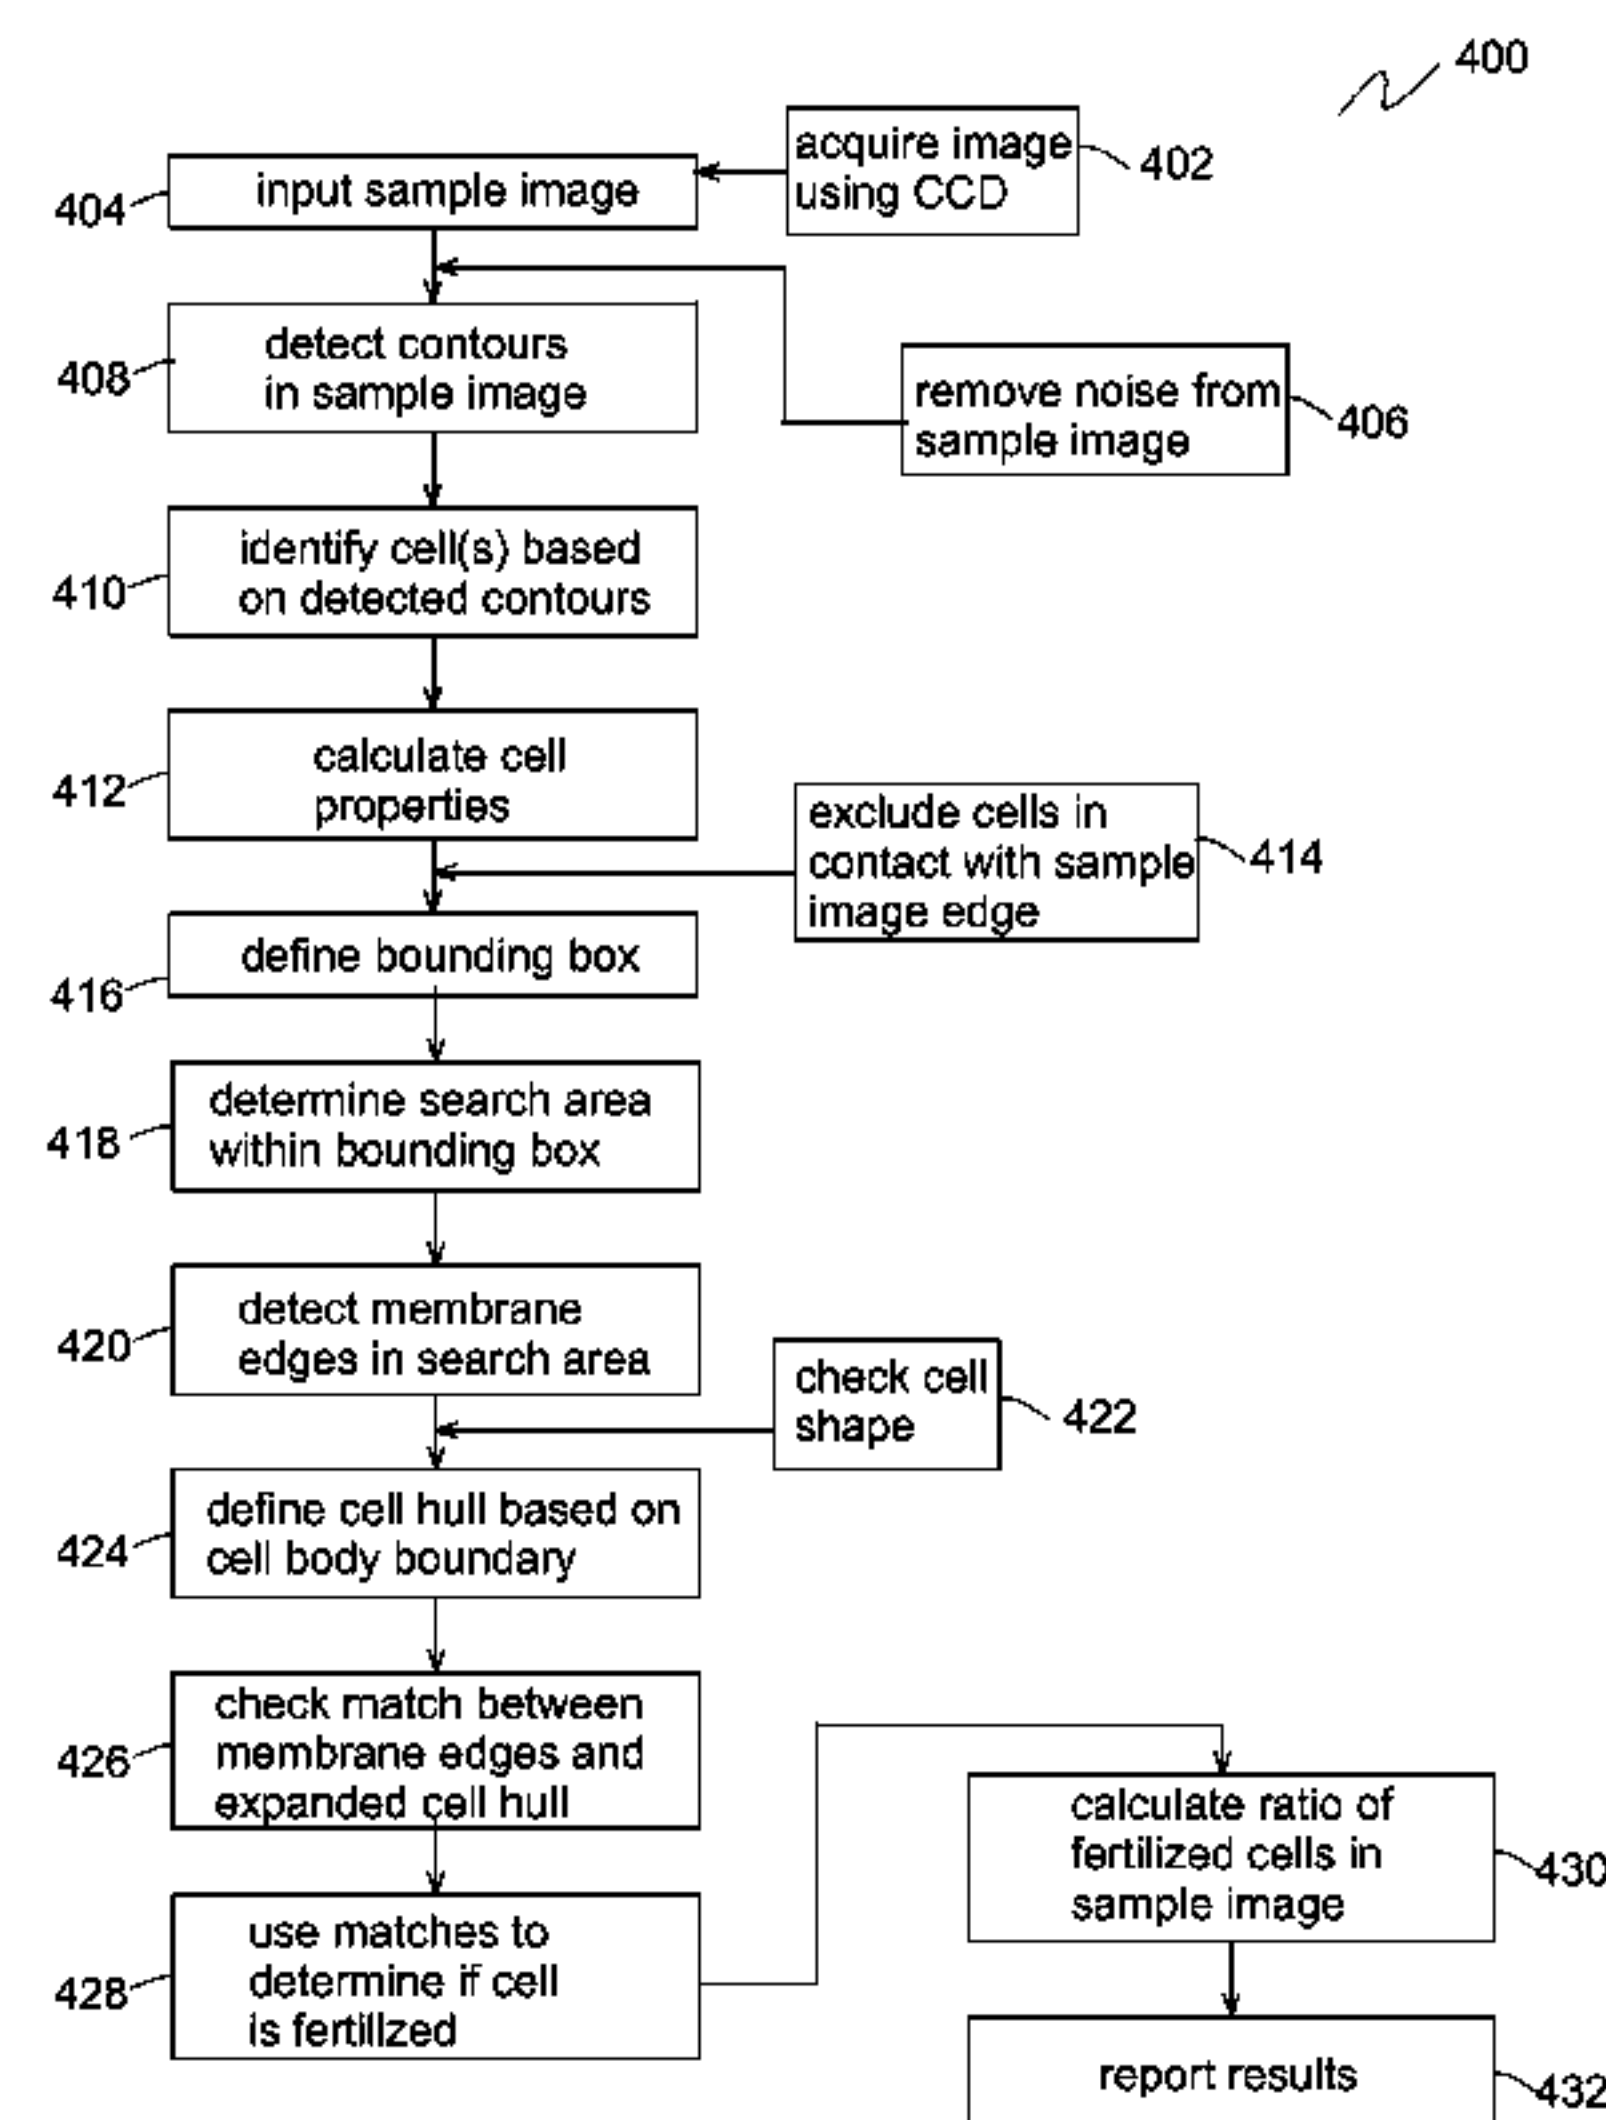 400
acquire image
using CCD
402
input sample image
404
detect contours
in sample image
408
remove noise from
sample image
406
identify cell(s) based
on detected contours
410
calculate cell
properties
412
exclude cells in
contact with sample
image edge
414
define bounding box
416
determine search area
within bounding box
418
detect membrane
edges in search area
420
check cell
shape
422
define cell hull based on
cell body boundary
424
check match between
membrane edges and
expanded cell hull
426
use matches to
determine if cell
is fertilized
428
calculate ratio of
fertilized cells in
sample image
430
report results
432